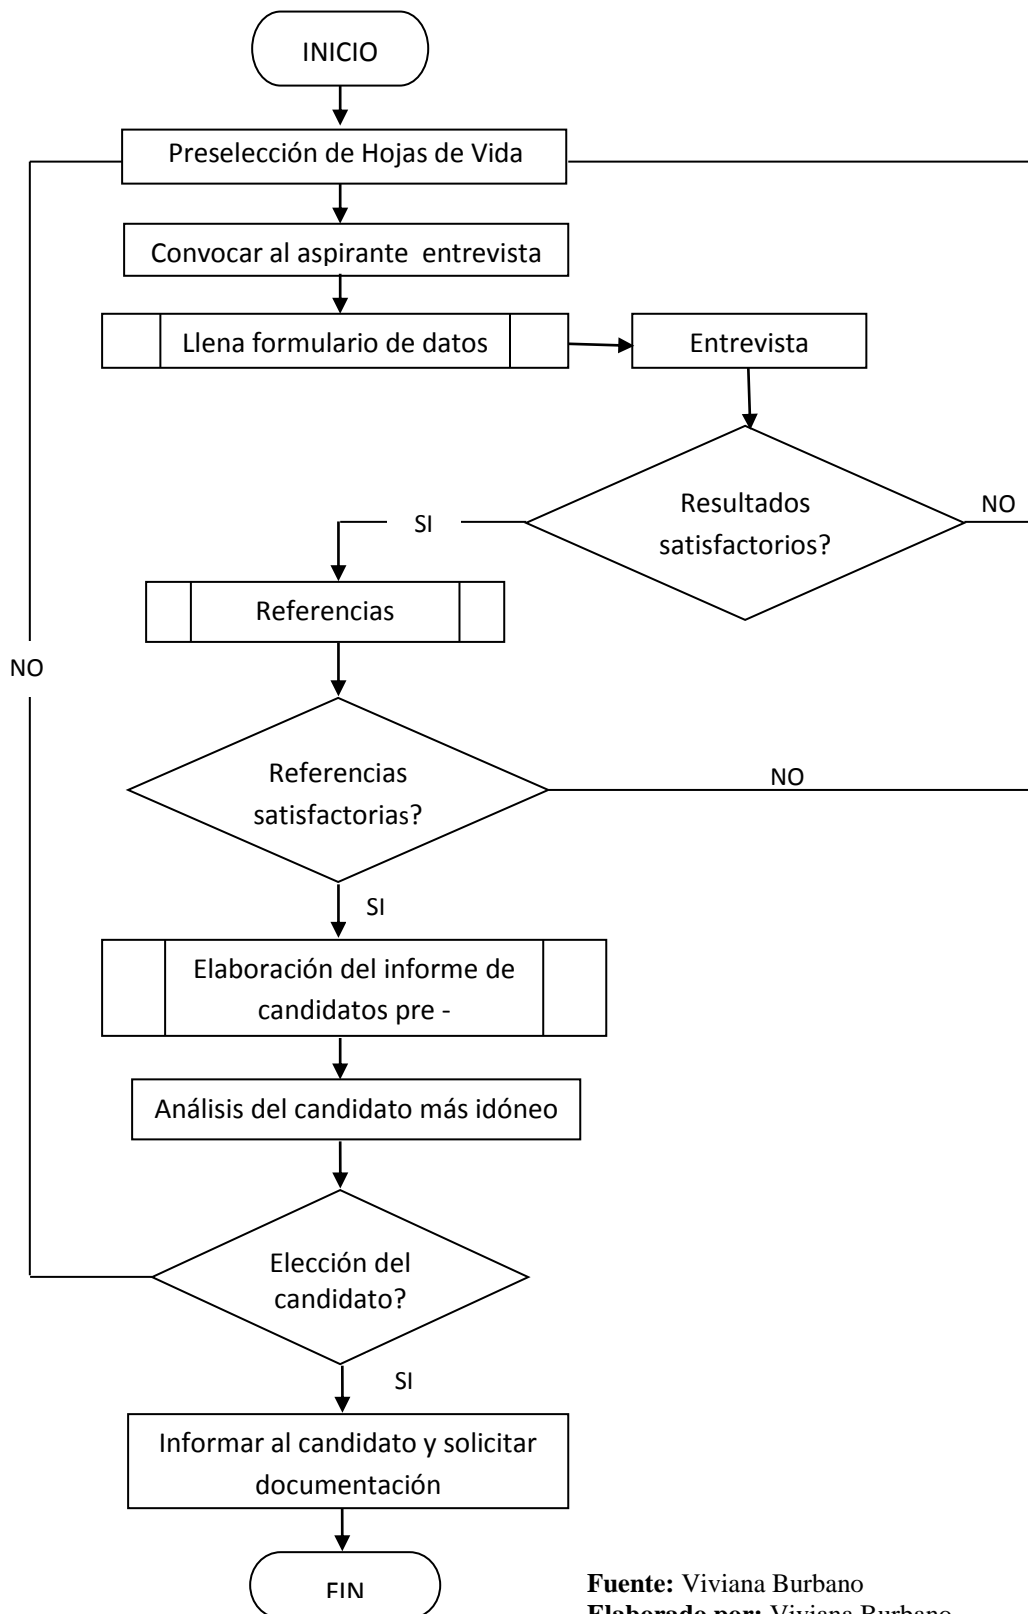 INICIO
Preselección de Hojas de Vida
Convocar al aspirante  entrevista
Llena formulario de datos
Entrevista
Resultados
satisfactorios?
NO
SI
Referencias
NO
Referencias
satisfactorias?
NO
SI
Elaboración del informe de
candidatos pre -
Análisis del candidato más idóneo
Elección del
candidato?
SI
Informar al candidato y solicitar
documentación
FIN
Fuente: Viviana Burbano
Elaborado por: Viviana Burbano